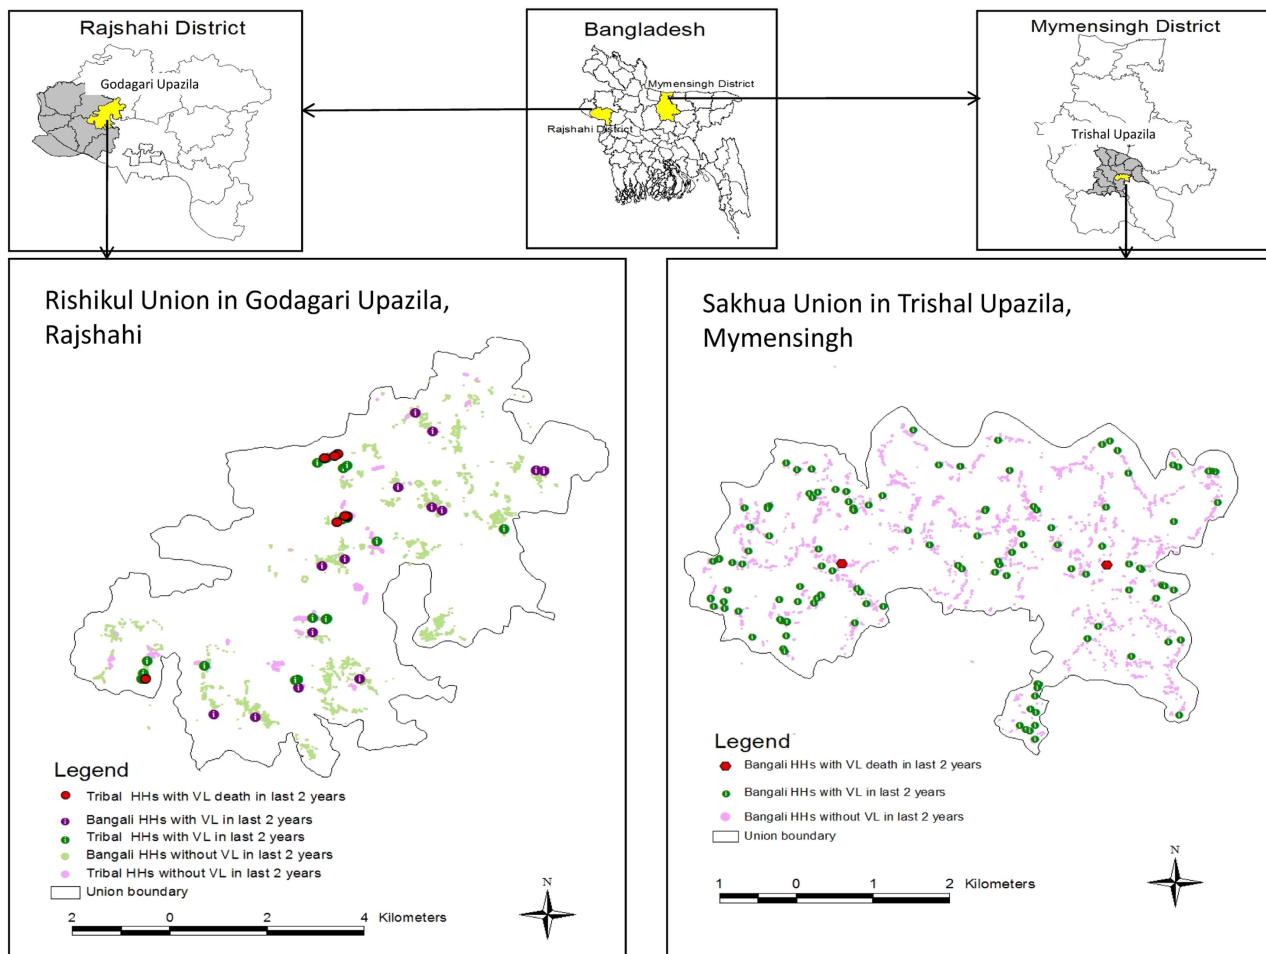 Rajshahi District
Godagari Upazila
Bangladesh
Mymensingh District
Rajshahi District
Mymensingh District
Trishal Upazila
Rishikul Union in Godagari Upazila,
Rajshahi
Legend
Tribal HHs with VL death in last 2 years
Bangali HHs with VL in last 2 years
Tribal HHs with VL in last 2 years
Bangali HHs without VL in last 2 years
Tribal HHs without VL in last 2 years
Union boundary
N
2 0 2 4 Kilometers
Sakhua Union in Trishal Upazila,
Mymensingh
Legend
Bangali HHs with VL death in last 2 years
Bangali HHs with VL in last 2 years
Bangali HHs without VL in last 2 years
Union boundary
N
1 0 1 2 Kilometers